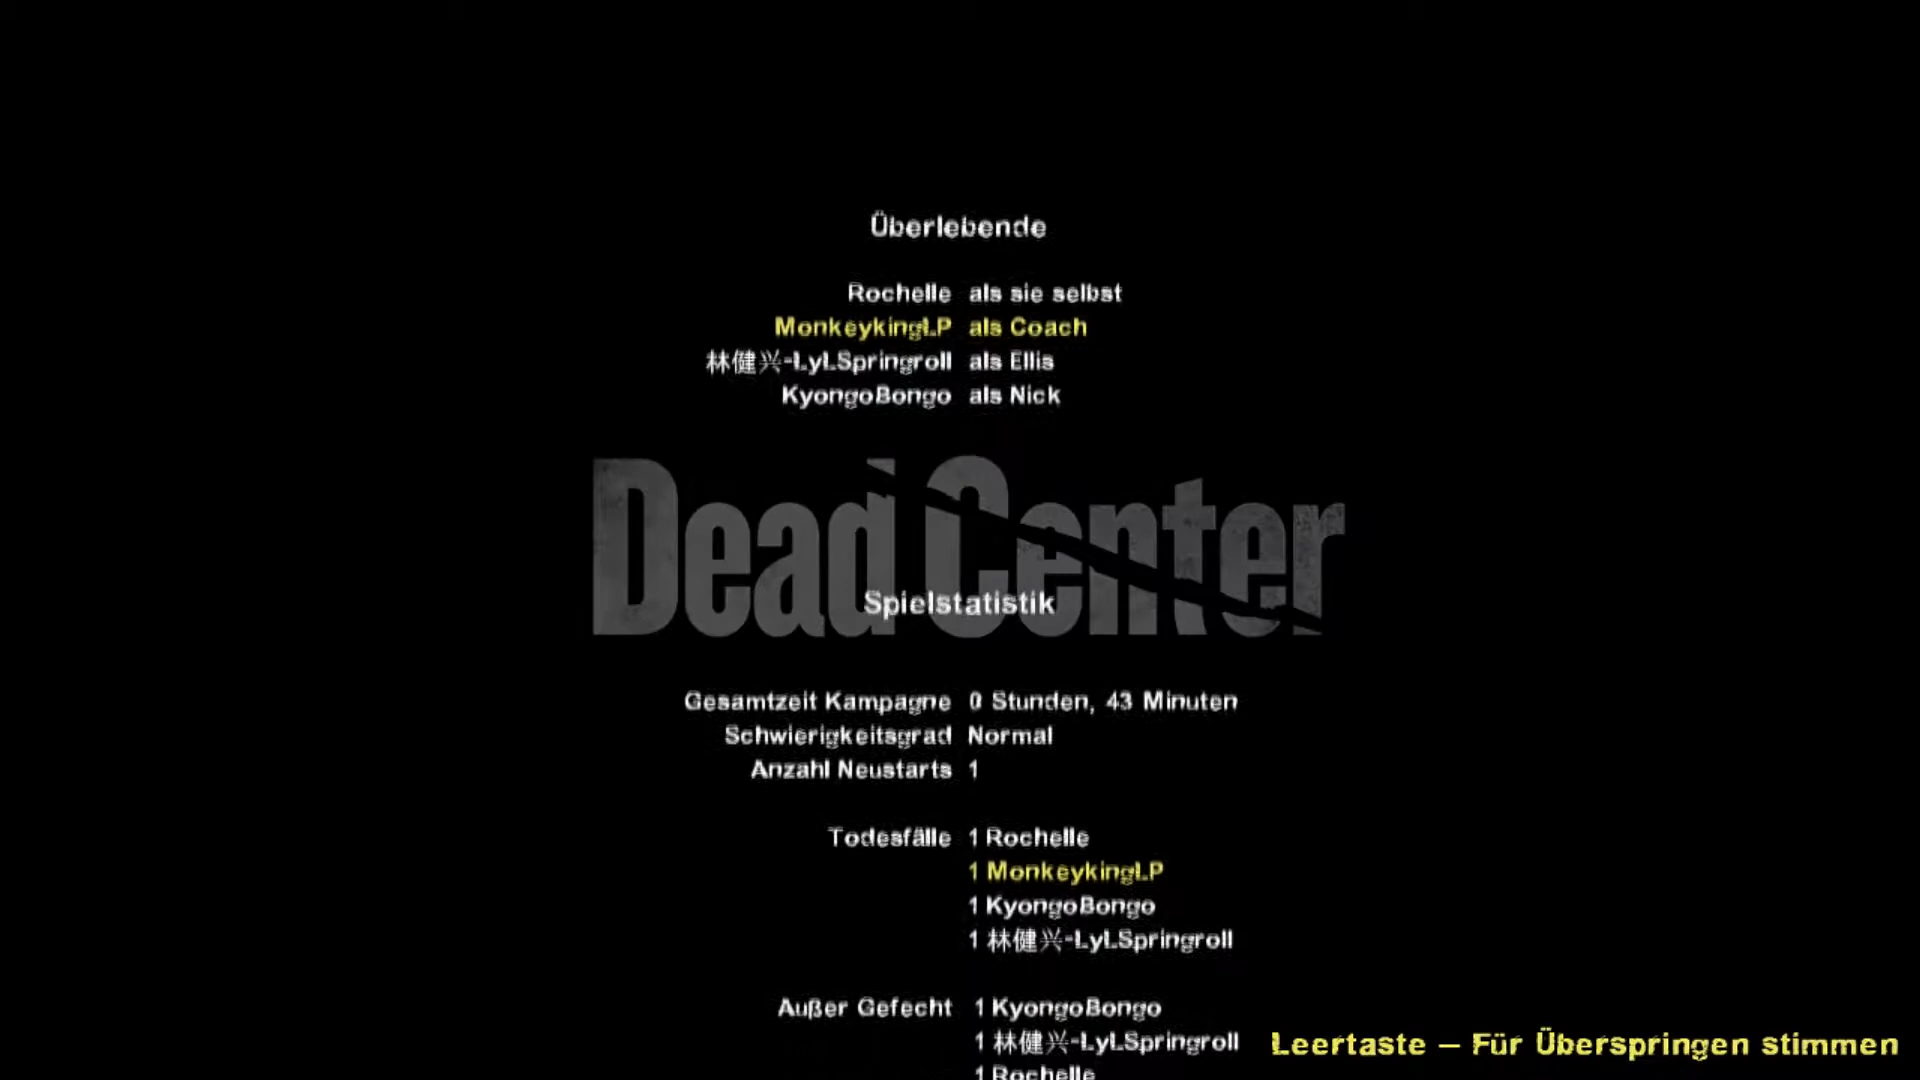 Überlebende
Rochelle als sie selbst
MonkeykingLP als Coach
林健兴-LyLSpringroll als Ellis
KyongoBongo als Nick
Dead Center
Spielstatistik
Gesamtzeit Kampagne 0 Stunden, 43 Minuten
Schwierigkeitsgrad Normal
Anzahl Neustarts 1
Todesfälle 1 Rochelle
1 MonkeykingLP
1 KyongoBongo
1 林健兴-LyLSpringroll
Außer Gefecht 1 KyongoBongo
1 林健兴-LyLSpringroll
Leertaste – Für Überspringen stimmen
1 Rochelle